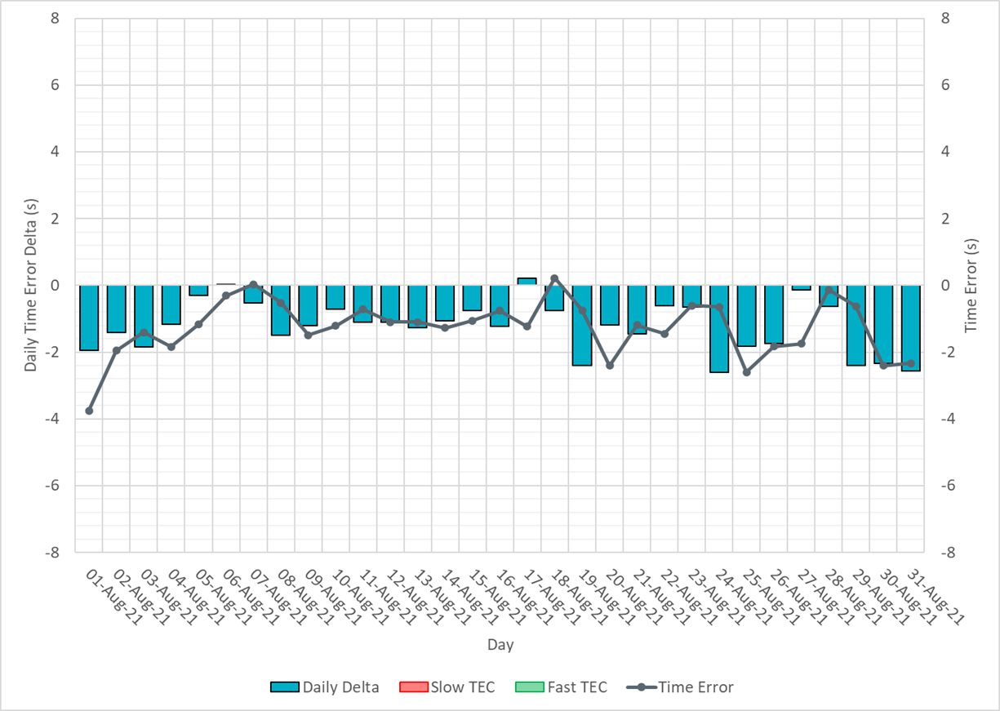 8 8
6 6
4 4
2 2
0 0
-2 -2
-4 -4
-6 -6
-8 -8
Daily Time Error Delta (s)
Time Error (s)
01-Aug-21
02-Aug-21
03-Aug-21
04-Aug-21
05-Aug-21
06-Aug-21
07-Aug-21
08-Aug-21
09-Aug-21
10-Aug-21
11-Aug-21
12-Aug-21
13-Aug-21
14-Aug-21
15-Aug-21
16-Aug-21
17-Aug-21
18-Aug-21
19-Aug-21
20-Aug-21
21-Aug-21
22-Aug-21
23-Aug-21
24-Aug-21
25-Aug-21
26-Aug-21
27-Aug-21
28-Aug-21
29-Aug-21
30-Aug-21
31-Aug-21
Day
Daily Delta Slow TEC Fast TEC Time Error